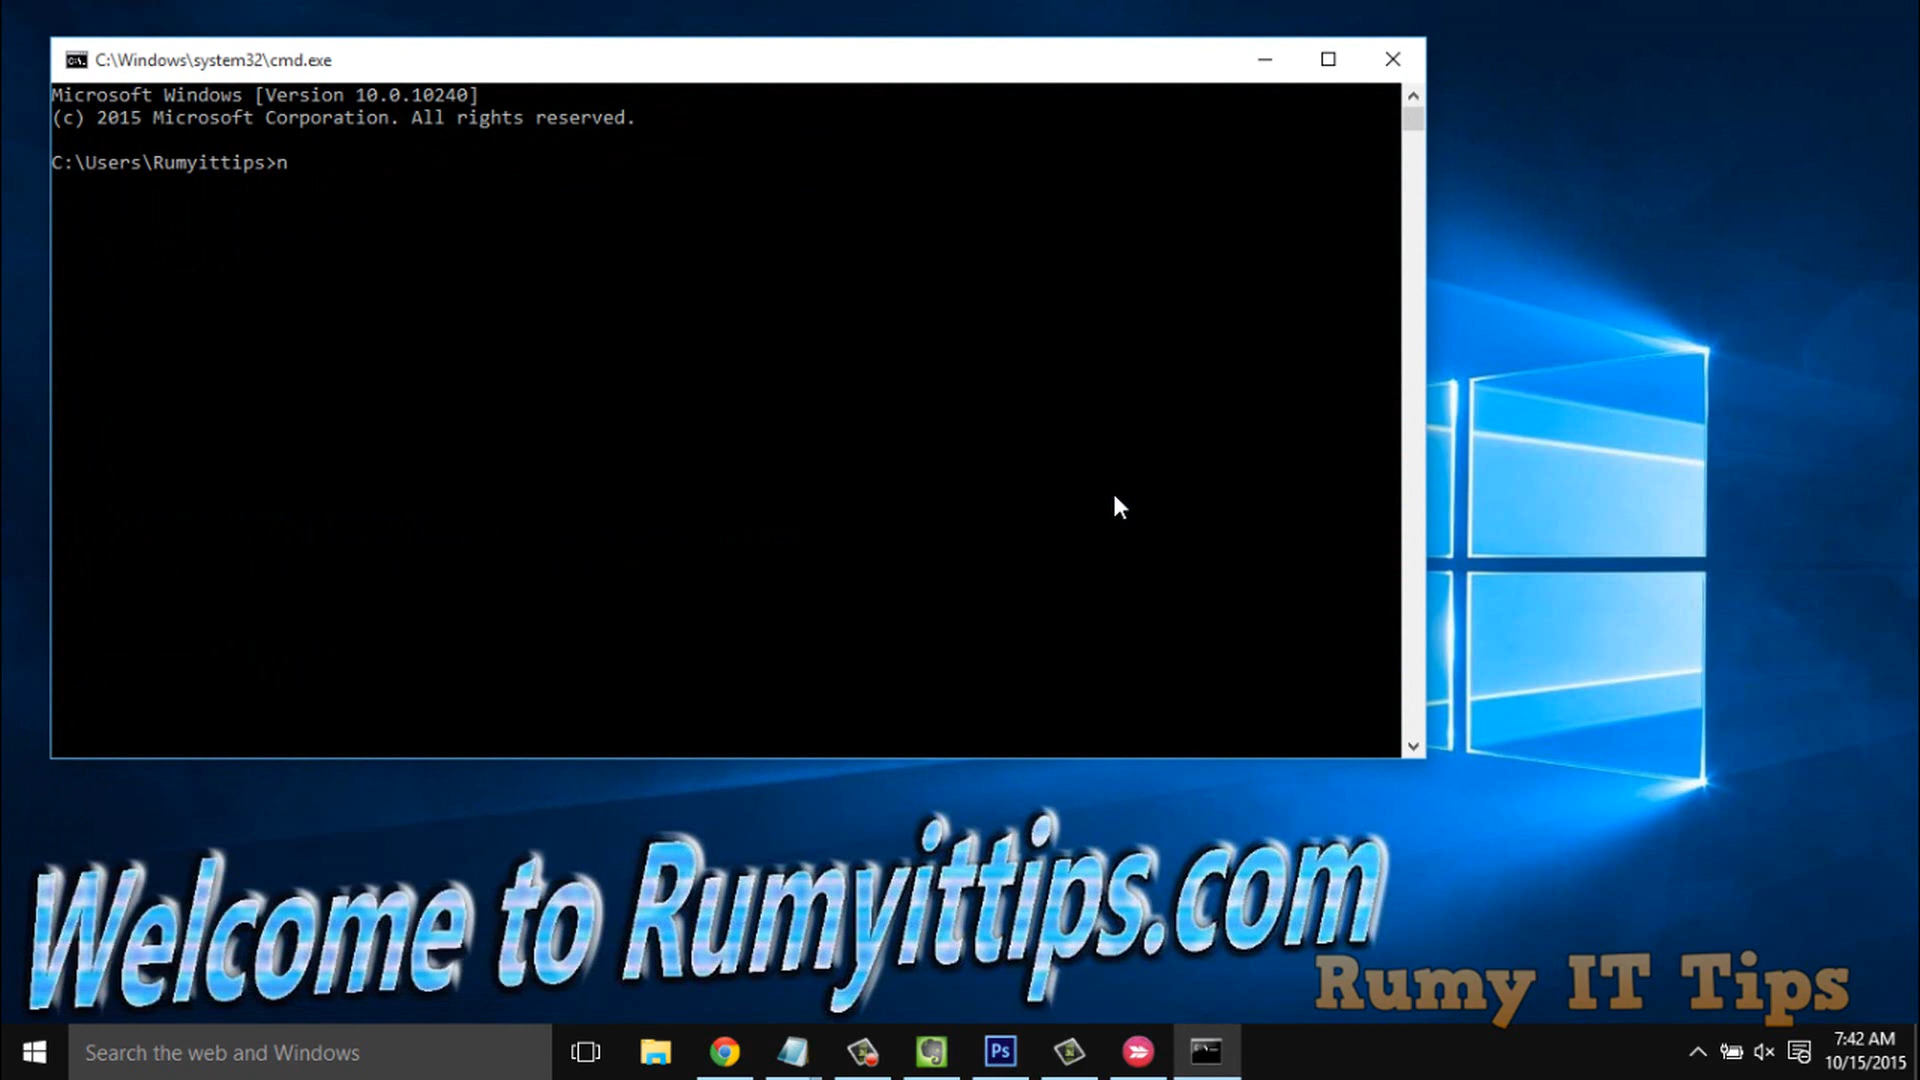 C:\Windows\system32\cmd.exe
Microsoft Windows [Version 10.0.10240]
(c) 2015 Microsoft Corporation. All rights reserved.
C:\Users\Rumyittips>n
Welcome to Rumyittips.com
Rumy IT Tips
Search the web and Windows
Ps
7:42 AM
10/15/2015